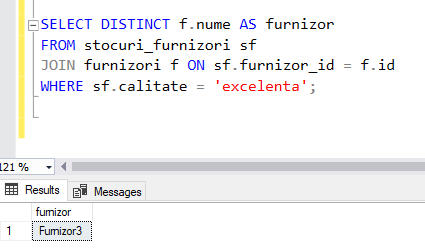 SELECT DISTINCT f.nume AS furnizor
FROM stocuri_furnizori sf
JOIN furnizori f ON sf.furnizor_id = f.id
WHERE sf.calitate = 'excelenta';
121 %
Results Messages
furnizor
1 Furnizor3